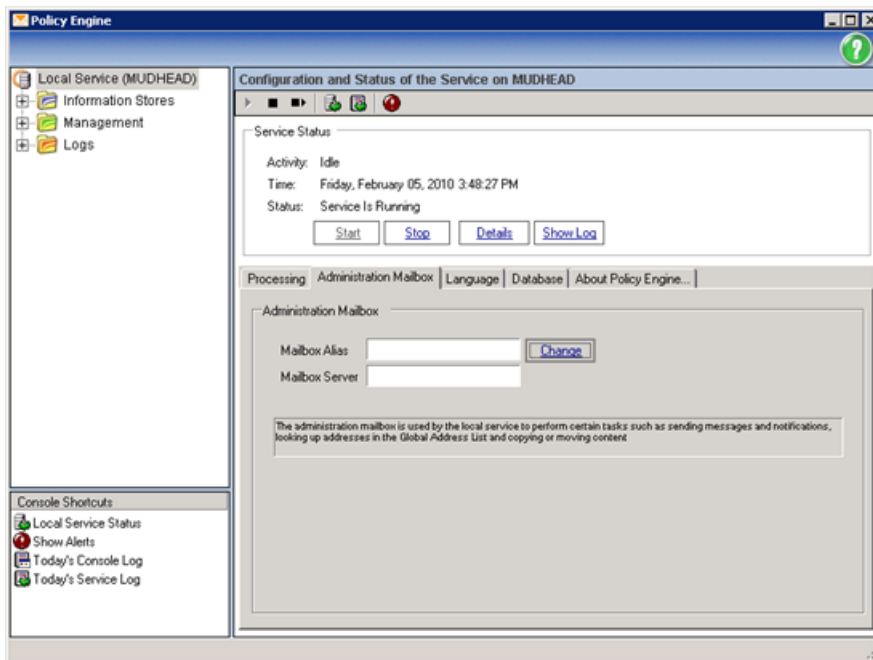 Policy Engine
Local Service (MUDHEAD)
Information Stores
Management
Logs
Configuration and Status of the Service on MUDHEAD
Service Status
Activity: Idle
Time: Friday, February 05, 2010 3:48:27 PM
Status: Service Is Running
Start Stop Details Show Log
Processing Administration Mailbox Language Database About Policy Engine...
Administration Mailbox
Mailbox Alias Change
Mailbox Server
The administration mailbox is used by the local service to perform certain tasks such as sending messages and notifications,
looking up addresses in the Global Address List and copying or moving content
Console Shortcuts
Local Service Status
Show Alerts
Today's Console Log
Today's Service Log